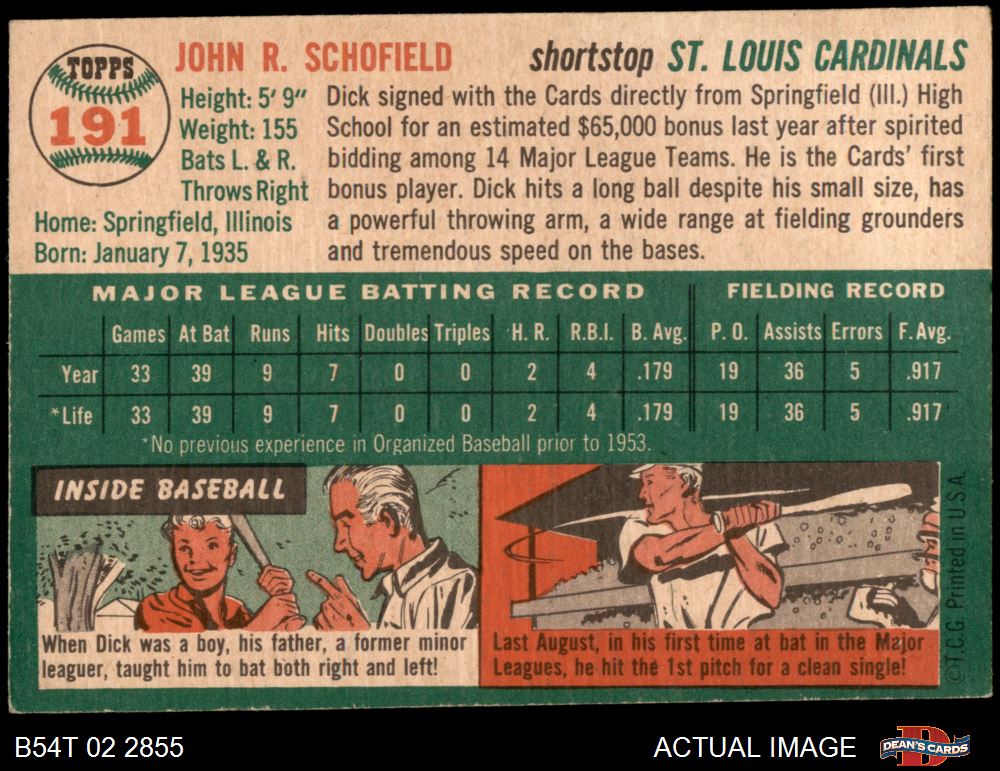 TOPPS
191
JOHN R. SCHOFIELD shortstop ST. LOUIS CARDINALS
Height: 5' 9"
Weight: 155
Bats L. & R.
Throws Right
Home: Springfield, Illinois
Born: January 7, 1935
Dick signed with the Cards directly from Springfield (Ill.) High
School for an estimated $65,000 bonus last year after spirited
bidding among 14 Major League Teams. He is the Cards' first
bonus player. Dick hits a long ball despite his small size, has
a powerful throwing arm, a wide range at fielding grounders
and tremendous speed on the bases.
MAJOR LEAGUE BATTING RECORD FIELDING RECORD
Games At Bat Runs Hits Doubles Triples H. R. R.B.I. B. Avg. P. O. Assists Errors F. Avg.
Year 33 39 9 7 0 0 2 4 .179 19 36 5 .917
*Life 33 39 9 7 0 0 2 4 .179 19 36 5 .917
*No previous experience in Organized Baseball prior to 1953.
INSIDE BASEBALL
When Dick was a boy, his father, a former minor
leaguer, taught him to bat both right and left!
Last August, in his first time at bat in the Major
Leagues, he hit the 1st pitch for a clean single!
© T.C.G. Printed in U.S.A.
B54T 02 2855 ACTUAL IMAGE DEAN'S CARDS